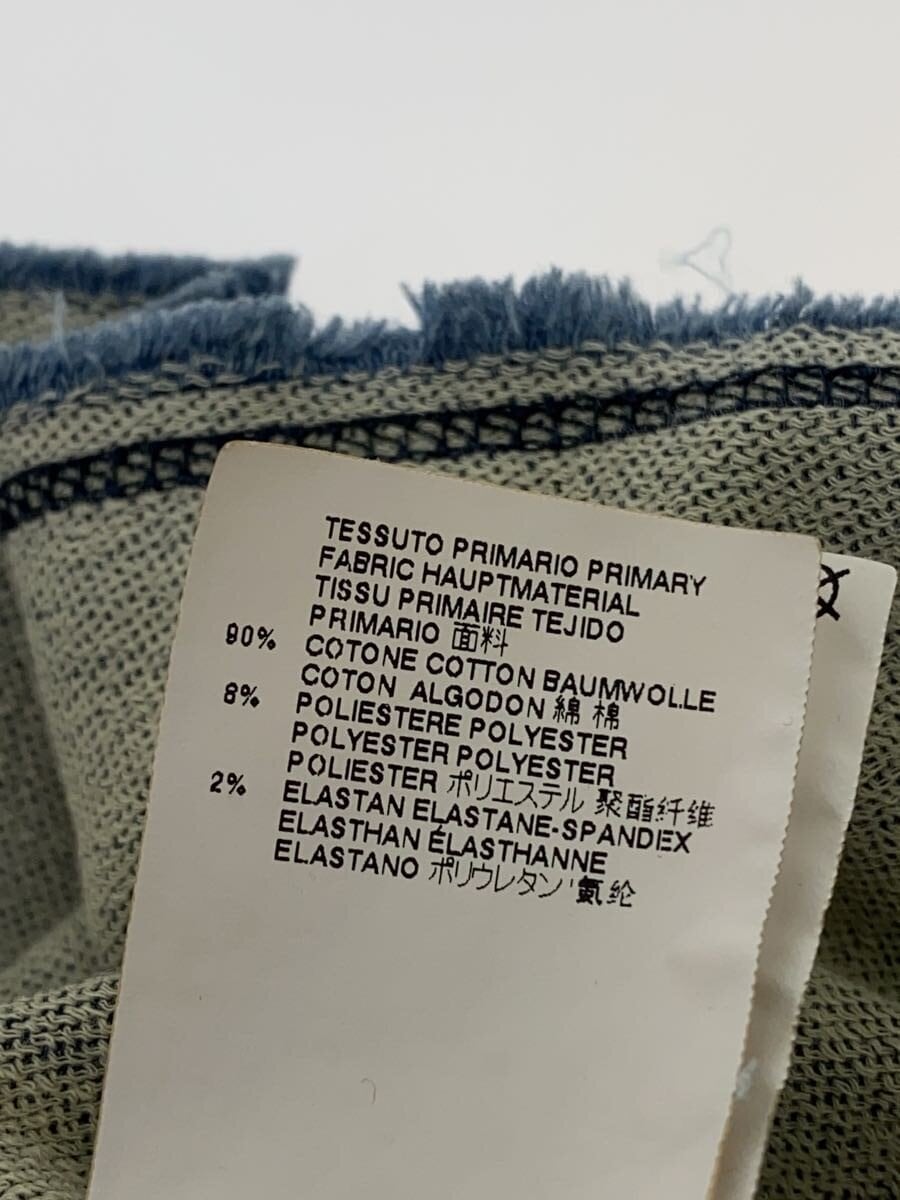 TESSUTO PRIMARIO PRIMARY
FABRIC HAUPTMATERIAL
TISSU PRIMAIRE TEJIDO
PRIMARIO 面料
90% COTONE COTTON BAUMWOLLE
COTON ALGODON 綿 棉
8% POLIESTERE POLYESTER
POLYESTER POLYESTER
POLIESTER ポリエステル 聚酯纤维
2% ELASTAN ELASTANE-SPANDEX
ELASTHAN ÉLASTHANNE
ELASTANO ポリウレタン 氨纶